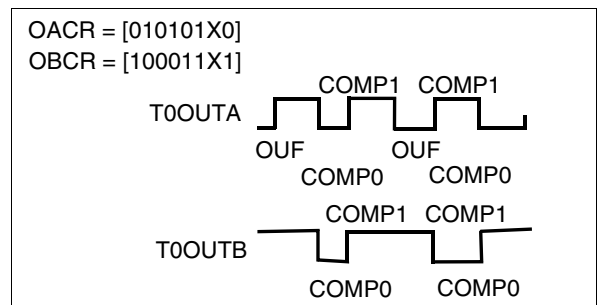 OACR = [010101X0]
OBCR = [100011X1]
COMP1 COMP1
T0OUTA
OUF OUF
COMP0 COMP0
COMP1 COMP1
T0OUTB
COMP0 COMP0